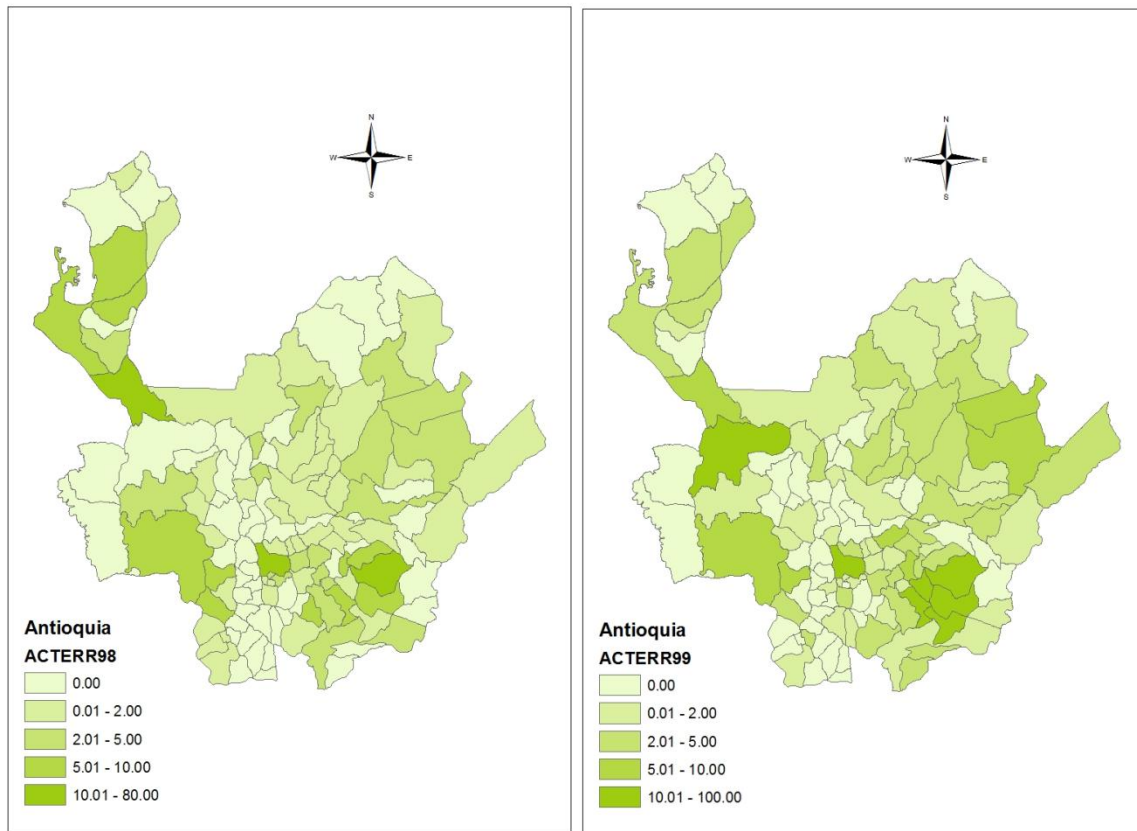 N
W E
S
Antioquia
ACTERR98
0.00
0.01 - 2.00
2.01 - 5.00
5.01 - 10.00
10.01 - 80.00
N
W E
S
Antioquia
ACTERR99
0.00
0.01 - 2.00
2.01 - 5.00
5.01 - 10.00
10.01 - 100.00